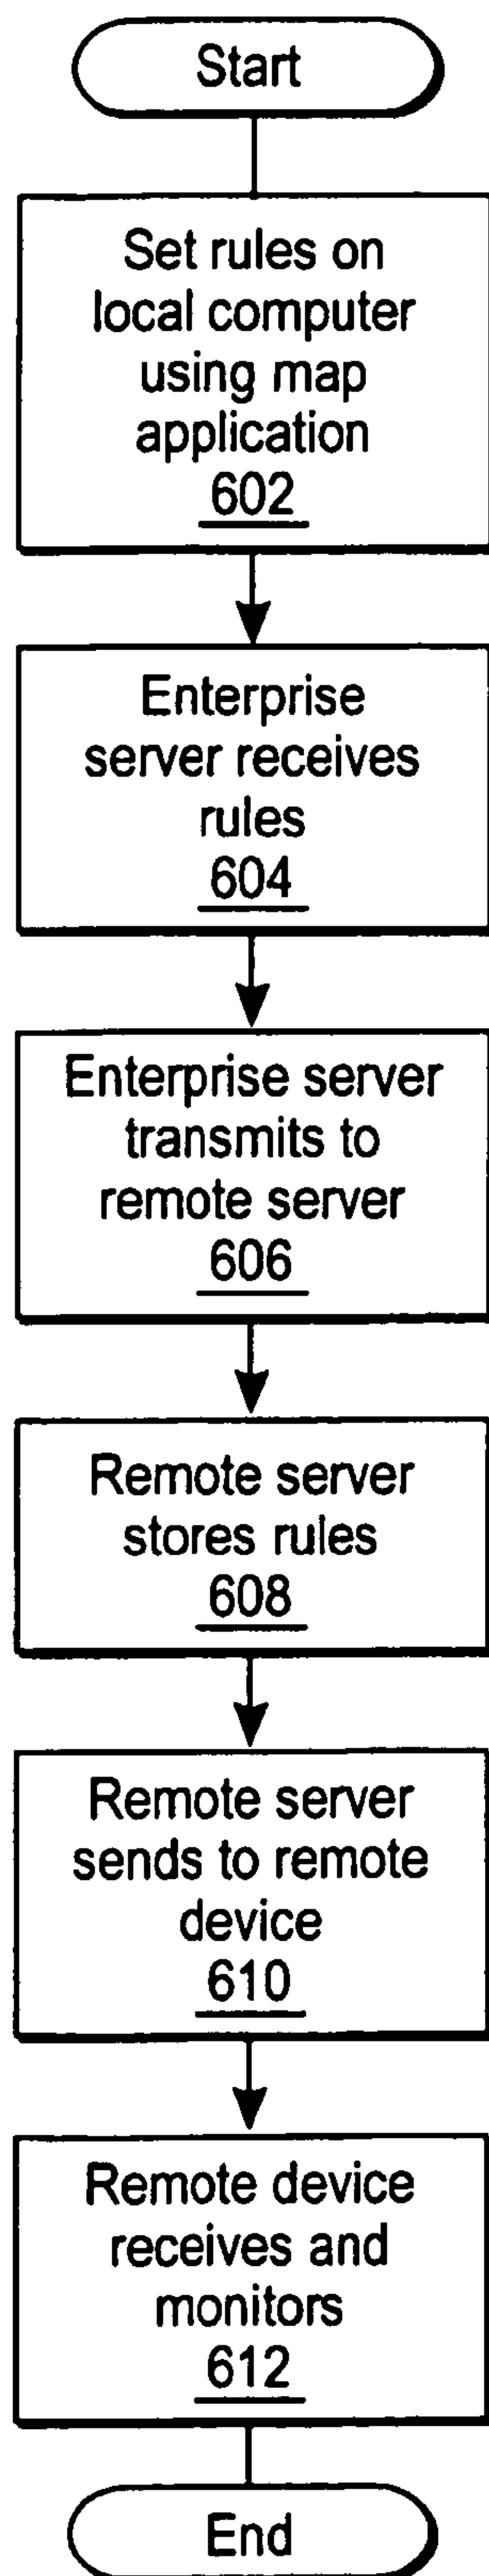 Start
Set rules on
local computer
using map
application
602
Enterprise
server receives
rules
604
Enterprise server
transmits to
remote server
606
Remote server
stores rules
608
Remote server
sends to remote
device
610
Remote device
receives and
monitors
612
End